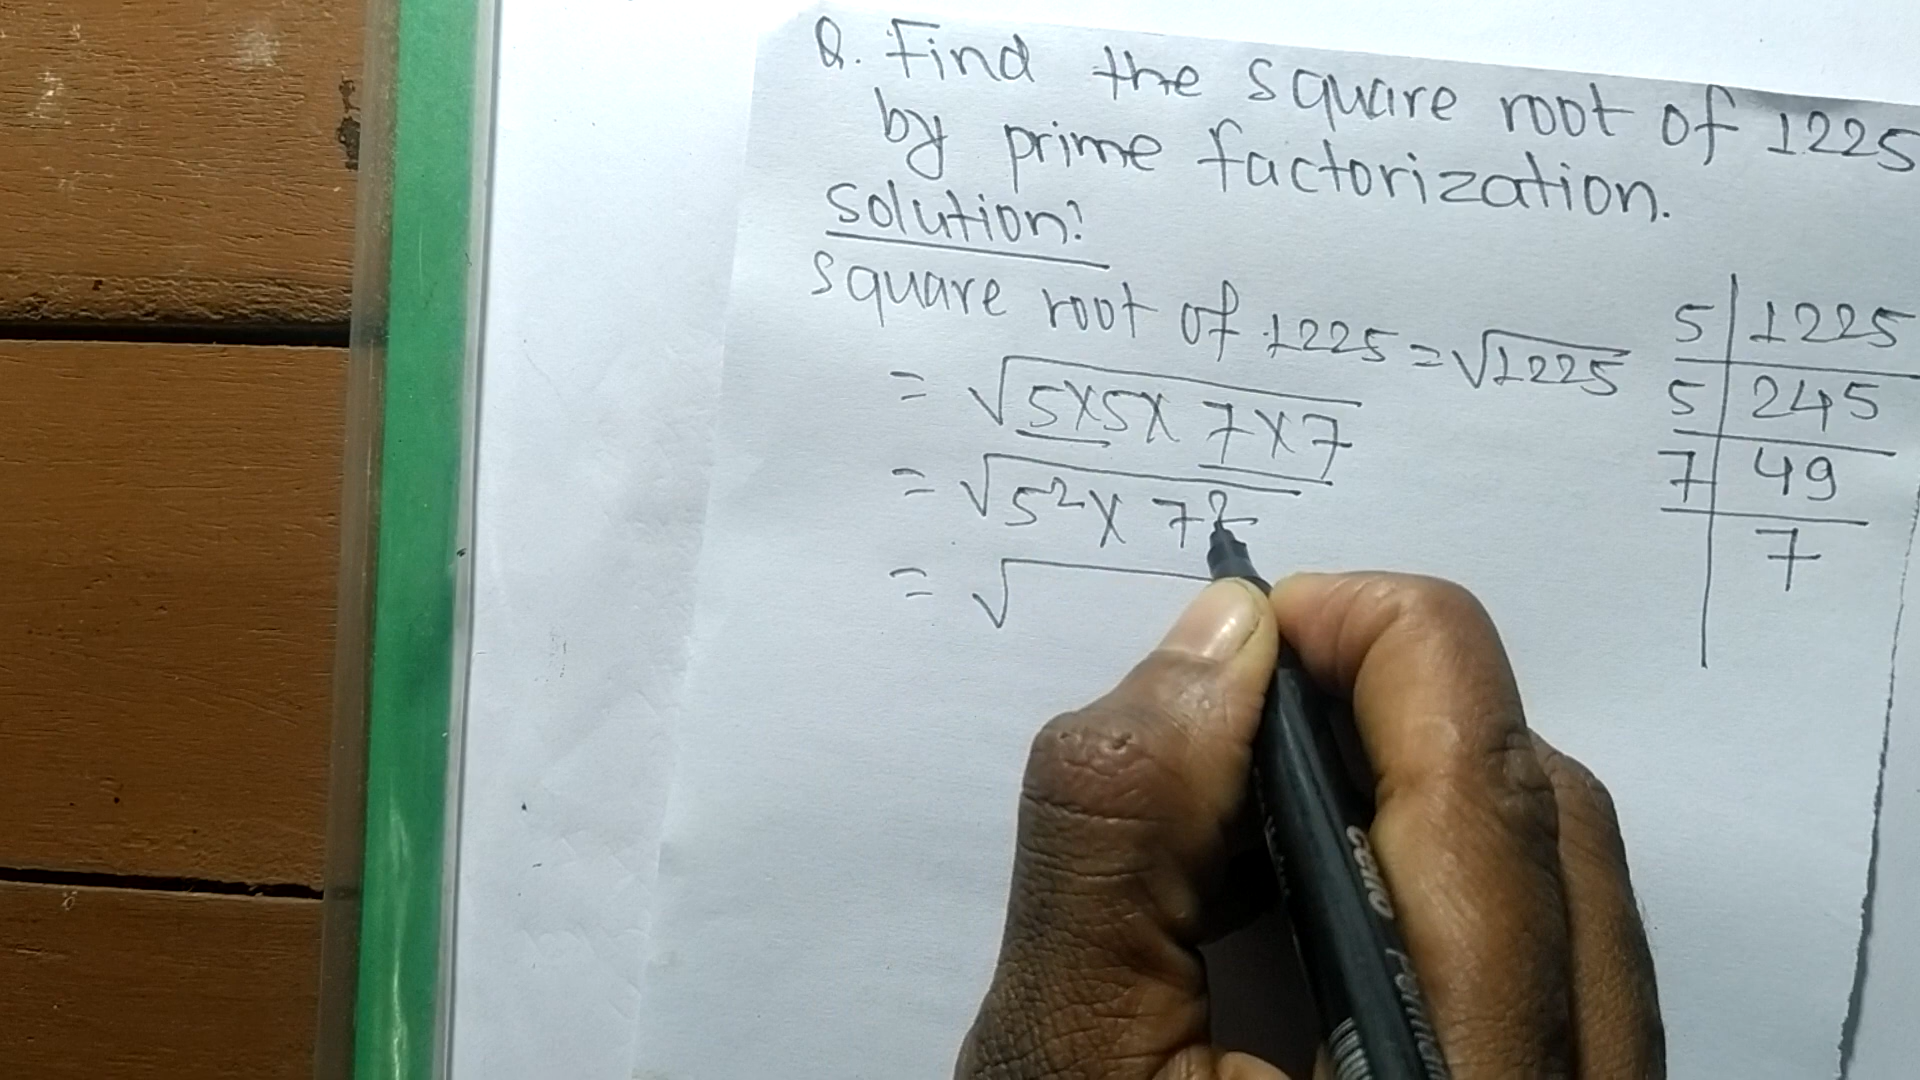 Q. Find the square root of 1225
by prime factorization.
Solution:
Square root of 1225 = √1225
= √5×5×7×7
= √5²×7²
= √
5 | 1225
5 | 245
7 | 49
7
cello